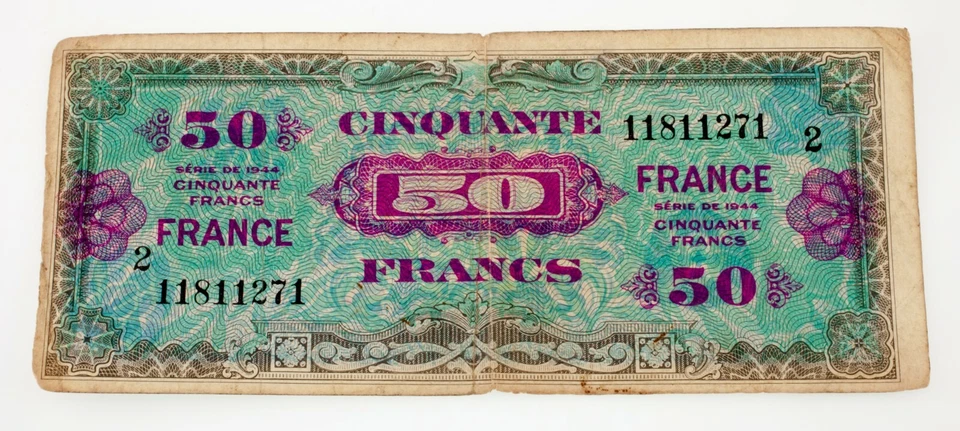 50
SÉRIE DE 1944
CINQUANTE
FRANCS
FRANCE
2
11811271
CINQUANTE
50
FRANCS
11811271 2
FRANCE
SÉRIE DE 1944
CINQUANTE
FRANCS
50